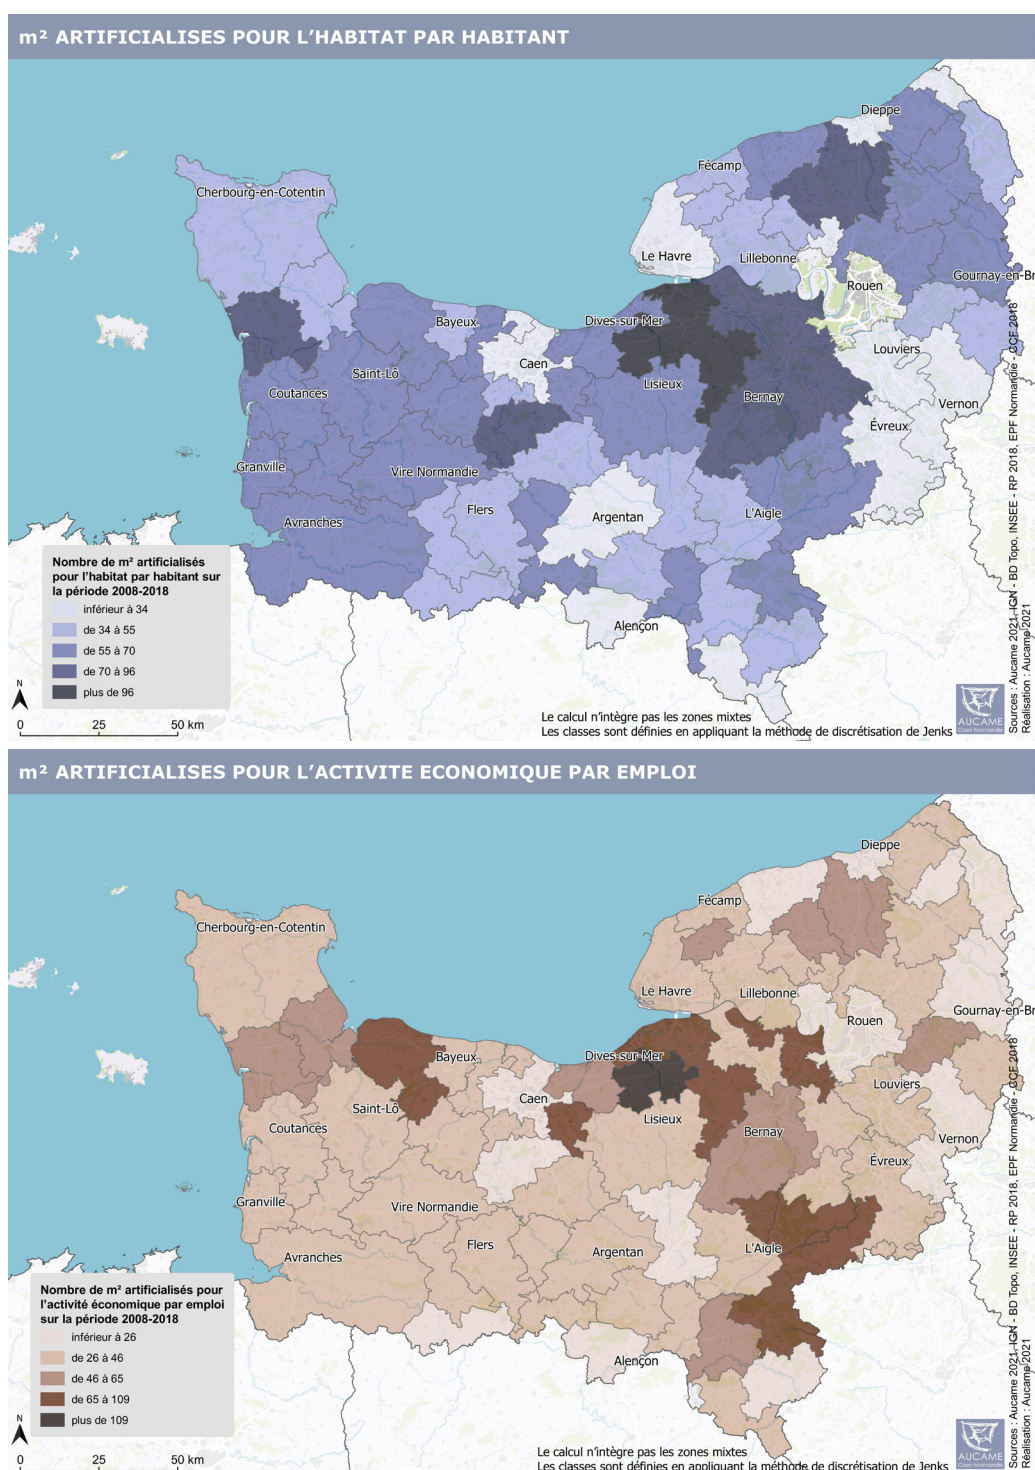 m² ARTIFICIALISES POUR L'HABITAT PAR HABITANT
Dieppe
Fécamp
Cherbourg-en-Cotentin
Le Havre
Lillebonne
Gournay-en-Br
Rouen
Bayeux
Dives-sur-Mer
Louviers
Caen
Saint-Lô
Lisieux
Coutances
Bernay
Vernon
Évreux
Granville
Vire Normandie
Flers
L'Aigle
Argentan
Avranches
Alençon
Nombre de m² artificialisés
pour l'habitat par habitant sur
la période 2008-2018
inférieur à 34
de 34 à 55
de 55 à 70
de 70 à 96
plus de 96
N
0 25 50 km
Le calcul n'intègre pas les zones mixtes
Les classes sont définies en appliquant la méthode de discrétisation de Jenks
AUCAME
Caen Normandie
Sources : Aucame 2021, IGN - BD Topo, INSEE - RP 2018, EPF Normandie - CCF 2018
Réalisation : Aucame 2021
m² ARTIFICIALISES POUR L'ACTIVITE ECONOMIQUE PAR EMPLOI
Dieppe
Fécamp
Cherbourg-en-Cotentin
Le Havre
Lillebonne
Gournay-en-Br
Rouen
Bayeux
Dives-sur-Mer
Louviers
Caen
Saint-Lô
Lisieux
Coutances
Bernay
Vernon
Évreux
Granville
Vire Normandie
Flers
L'Aigle
Argentan
Avranches
Alençon
Nombre de m² artificialisés pour
l'activité économique par emploi
sur la période 2008-2018
inférieur à 26
de 26 à 46
de 46 à 65
de 65 à 109
plus de 109
N
0 25 50 km
Le calcul n'intègre pas les zones mixtes
Les classes sont définies en appliquant la méthode de discrétisation de Jenks
AUCAME
Caen Normandie
Sources : Aucame 2021, IGN - BD Topo, INSEE - RP 2018, EPF Normandie - CCF 2018
Réalisation : Aucame 2021